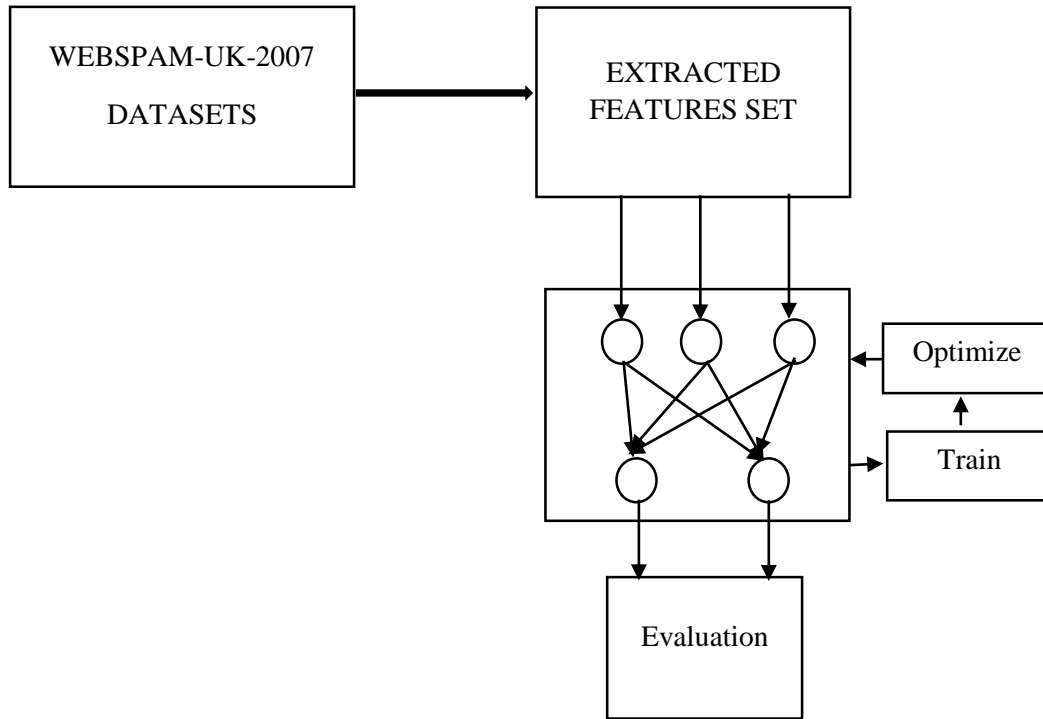 WEBSPAM-UK-2007
DATASETS
EXTRACTED
FEATURES SET
Optimize
Train
Evaluation